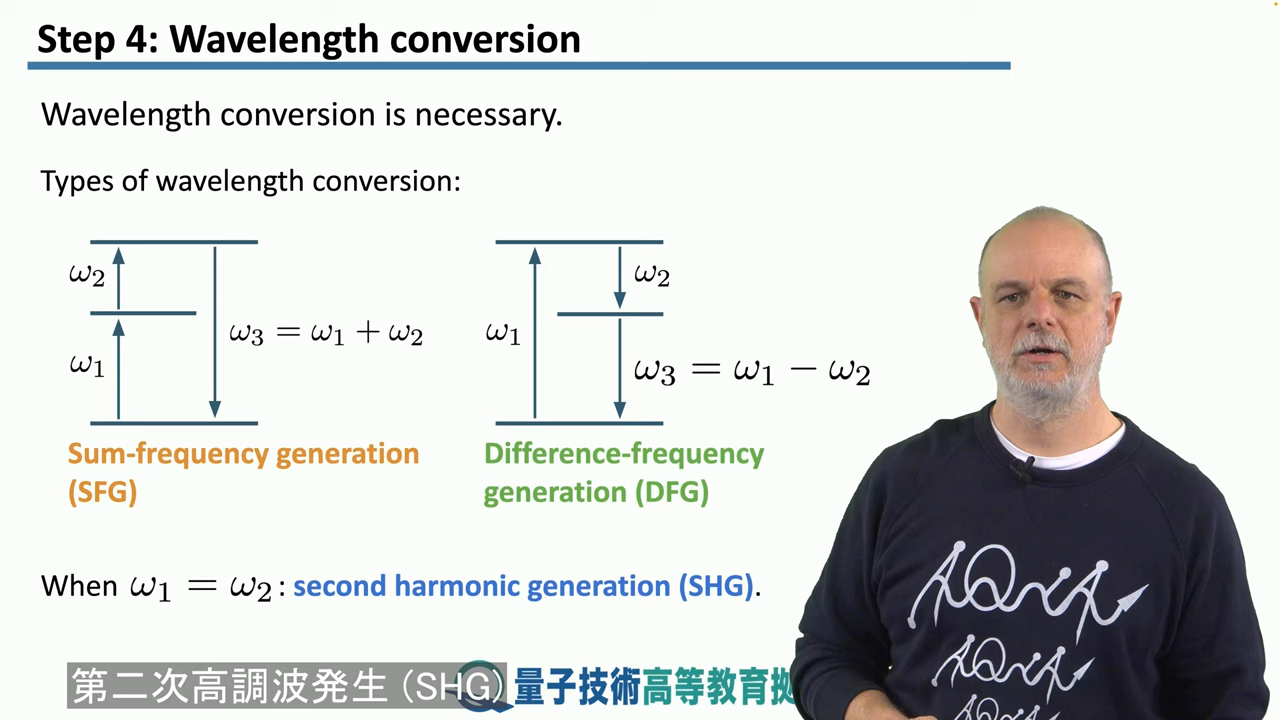 Step 4: Wavelength conversion
Wavelength conversion is necessary.
Types of wavelength conversion:
ω₂
ω₁
ω₃ = ω₁ + ω₂
Sum-frequency generation
(SFG)
ω₁
ω₂
ω₃ = ω₁ − ω₂
Difference-frequency
generation (DFG)
When ω₁ = ω₂ : second harmonic generation (SHG).
第二次高調波発生 (SHG)
量子技術高等教育拠